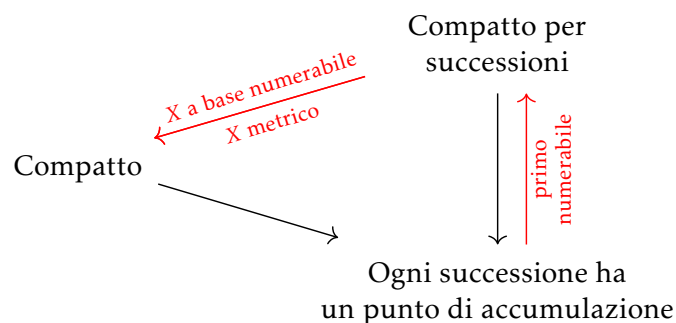 Compatto per
successioni
X a base numerabile
X metrico
primo
numerabile
Compatto
Ogni successione ha
un punto di accumulazione